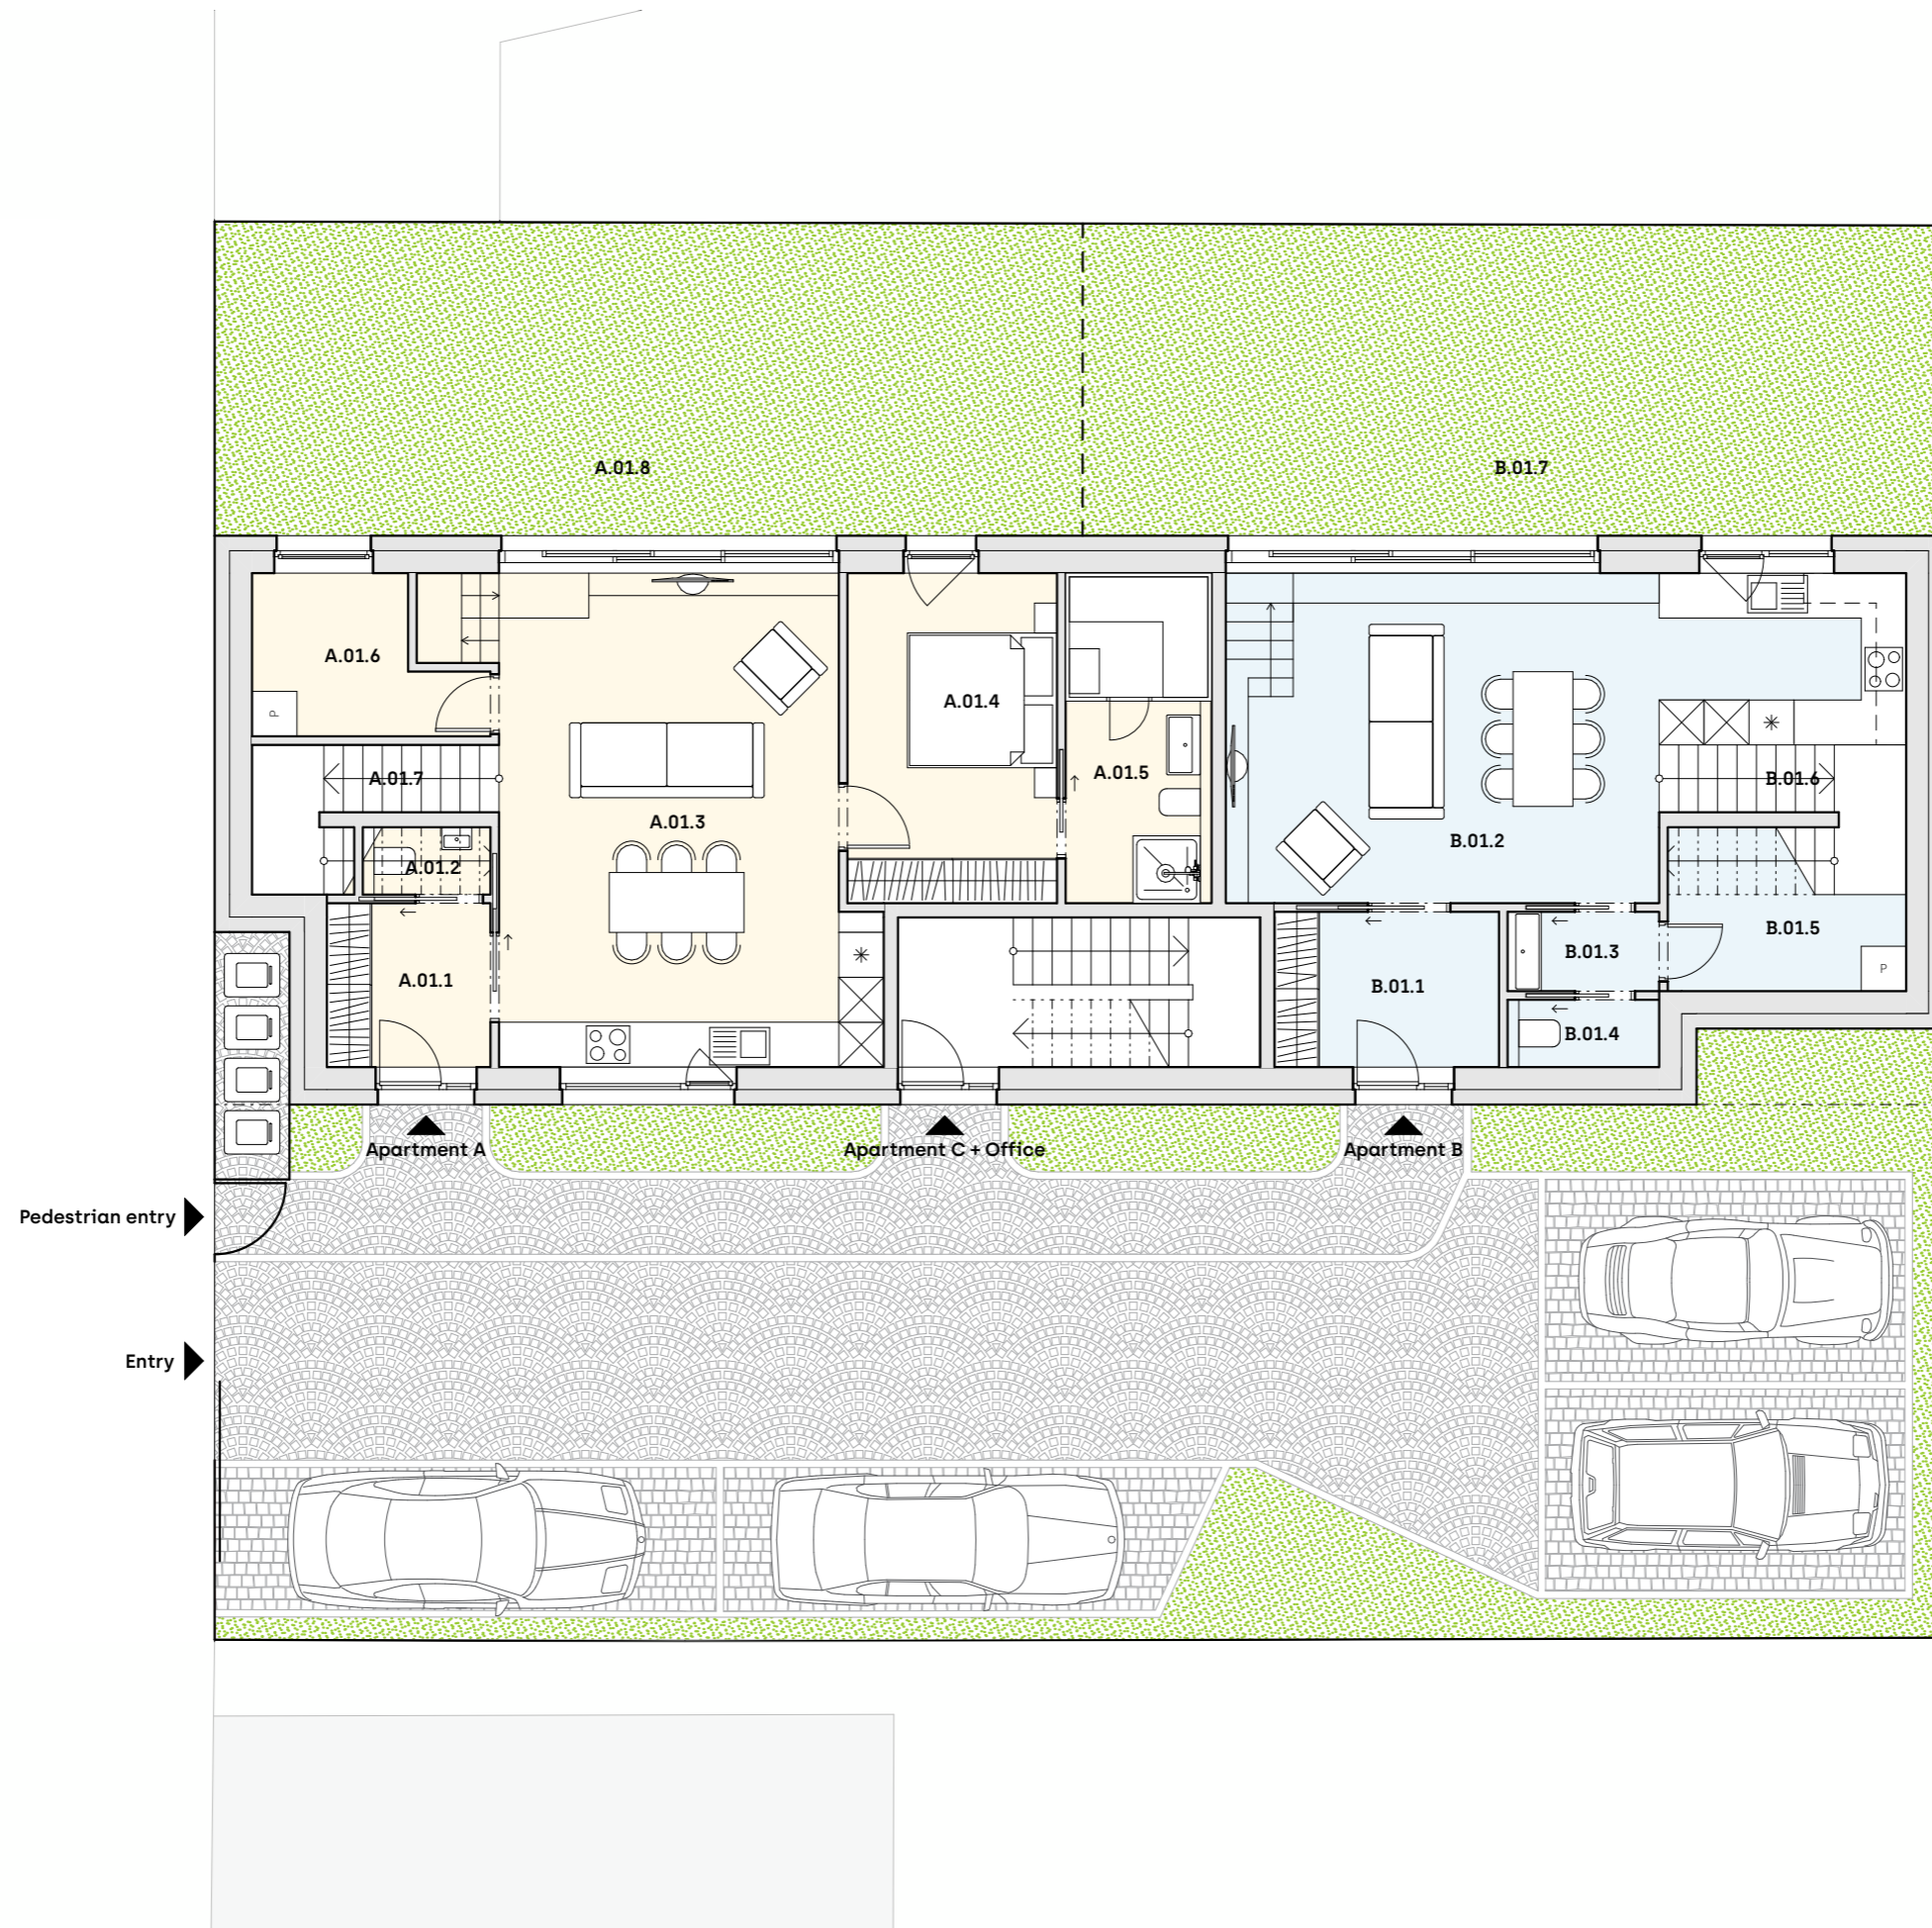 A.01.8
B.01.7
A.01.6
A.01.4
P
A.01.7
A.01.5
B.01.6
A.01.3
B.01.2
A.01.2
B.01.5
B.01.3
P
A.01.1
B.01.1
B.01.4
Apartment A
Apartment C + Office
Apartment B
Pedestrian entry
Entry